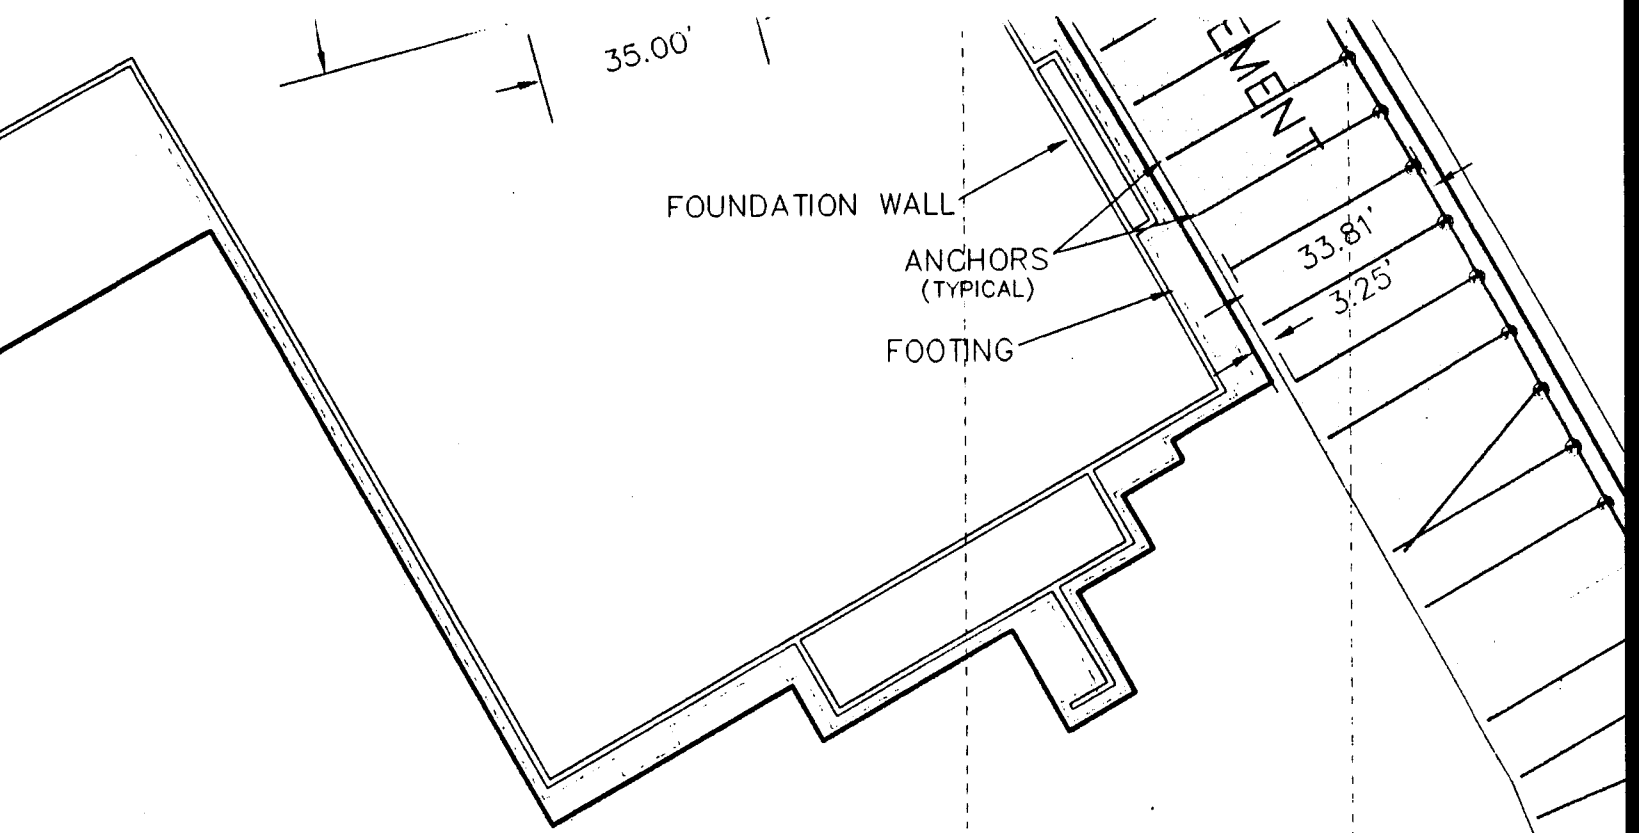 35.00'
EMENT
FOUNDATION WALL
ANCHORS
(TYPICAL)
33.81'
3.25'
FOOTING